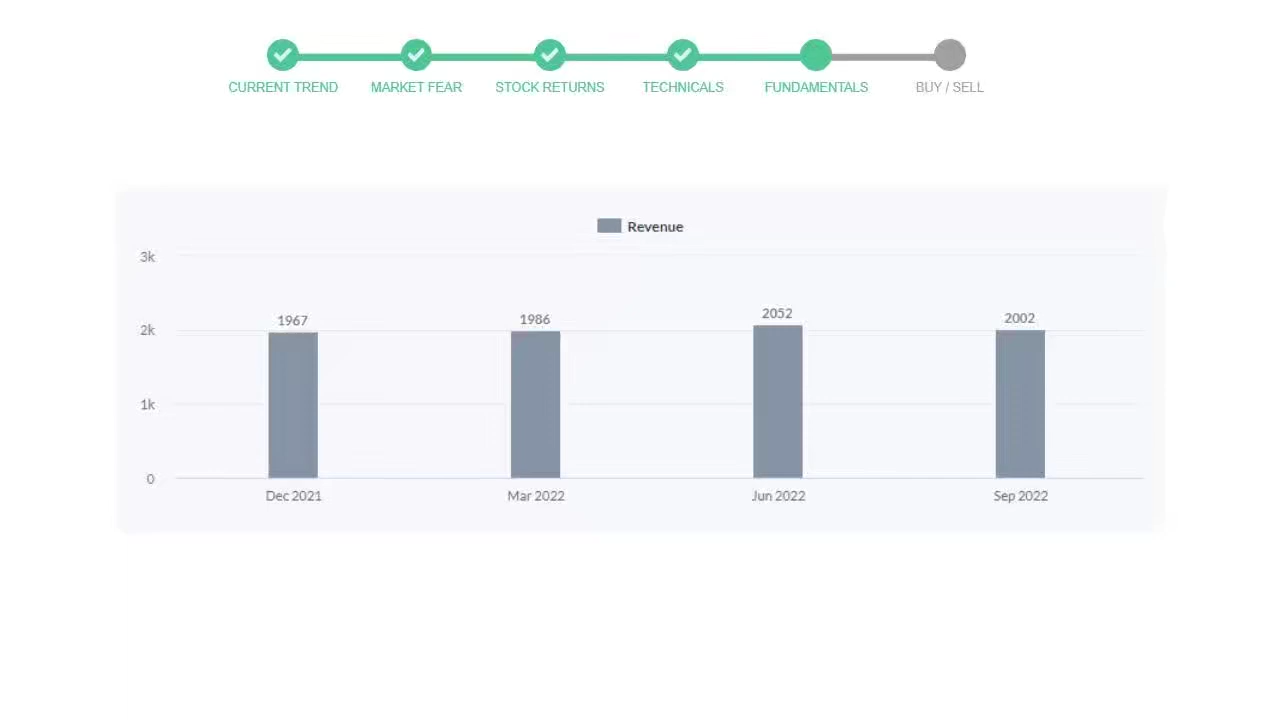 CURRENT TREND MARKET FEAR STOCK RETURNS TECHNICALS FUNDAMENTALS BUY / SELL
Revenue
3k
1967 1986 2052 2002
2k
1k
0
Dec 2021 Mar 2022 Jun 2022 Sep 2022